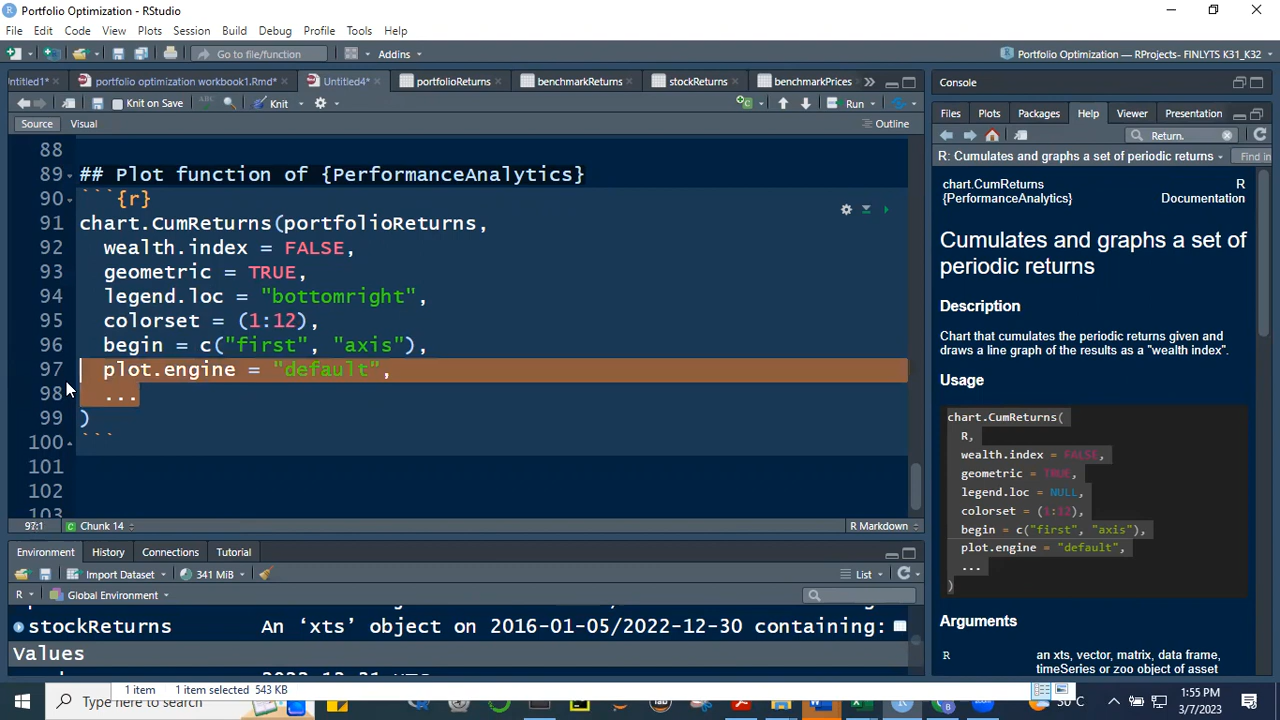 Portfolio Optimization - RStudio
File Edit Code View Plots Session Build Debug Profile Tools Help
Go to file/function Addins Portfolio Optimization — RProjects- FINLYTS K31_K32
ntitled1* portfolio optimization workbook1.Rmd* Untitled4* portfolioReturns benchmarkReturns stockReturns benchmarkPrices
Knit on Save Knit Run
Source Visual Outline
88
89 ## Plot function of {PerformanceAnalytics}
90 ```{r}
91 chart.CumReturns(portfolioReturns,
92 wealth.index = FALSE,
93 geometric = TRUE,
94 legend.loc = "bottomright",
95 colorset = (1:12),
96 begin = c("first", "axis"),
97 plot.engine = "default",
98 ...
99 )
100 ```
101
102
103
97:1 Chunk 14 R Markdown
Environment History Connections Tutorial
Import Dataset 341 MiB List
R Global Environment
stockReturns An ‘xts’ object on 2016-01-05/2022-12-30 containing:
Values
Console
Files Plots Packages Help Viewer Presentation
Return.
R: Cumulates and graphs a set of periodic returns Find in
chart.CumReturns R
{PerformanceAnalytics} Documentation
Cumulates and graphs a set of
periodic returns
Description
Chart that cumulates the periodic returns given and
draws a line graph of the results as a "wealth index".
Usage
chart.CumReturns(
R,
wealth.index = FALSE,
geometric = TRUE,
legend.loc = NULL,
colorset = (1:12),
begin = c("first", "axis"),
plot.engine = "default",
...
)
Arguments
R an xts, vector, matrix, data frame,
timeSeries or zoo object of asset
1 item 1 item selected 543 KB
Type here to search
30°C
1:55 PM
3/7/2023